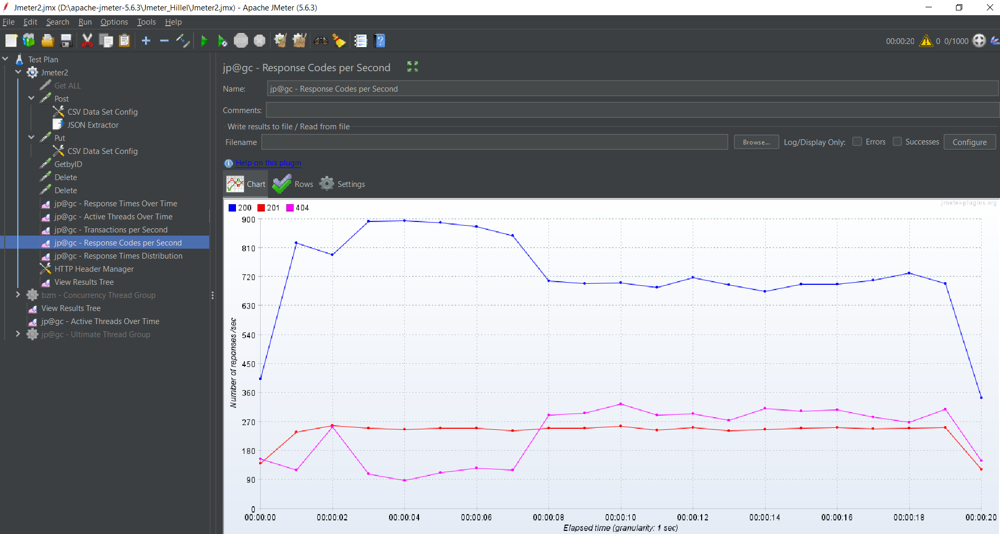 Jmeter2.jmx (D:\apache-jmeter-5.6.3\Jmeter_Hillel\Jmeter2.jmx) - Apache JMeter (5.6.3)
File Edit Search Run Options Tools Help
STOP
00:00:20 0 0/1000
Test Plan
Jmeter2
Get ALL
Post
CSV Data Set Config
JSON Extractor
Put
CSV Data Set Config
GetbyID
Delete
Delete
jp@gc - Response Times Over Time
jp@gc - Active Threads Over Time
jp@gc - Transactions per Second
jp@gc - Response Codes per Second
jp@gc - Response Times Distribution
HTTP Header Manager
View Results Tree
bzm - Concurrency Thread Group
View Results Tree
jp@gc - Active Threads Over Time
jp@gc - Ultimate Thread Group
jp@gc - Response Codes per Second
Name: jp@gc - Response Codes per Second
Comments:
Write results to file / Read from file
Filename Browse... Log/Display Only: Errors Successes Configure
Help on this plugin
Chart Rows Settings
jmeter-plugins.org
200 201 404
900
810
720
630
540
450
360
270
180
90
0
Number of reponses /sec
00:00:00 00:00:02 00:00:04 00:00:06 00:00:08 00:00:10 00:00:12 00:00:14 00:00:16 00:00:18 00:00:20
Elapsed time (granularity: 1 sec)